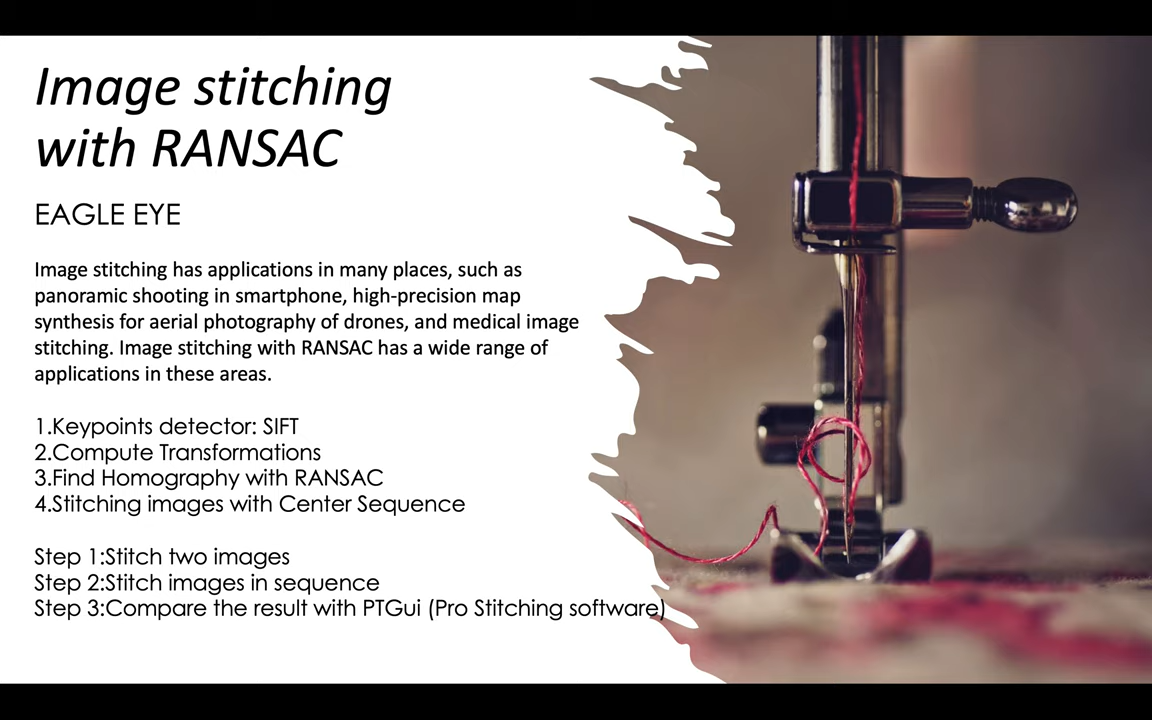 Image stitching
with RANSAC
EAGLE EYE
Image stitching has applications in many places, such as
panoramic shooting in smartphone, high-precision map
synthesis for aerial photography of drones, and medical image
stitching. Image stitching with RANSAC has a wide range of
applications in these areas.
1.Keypoints detector: SIFT
2.Compute Transformations
3.Find Homography with RANSAC
4.Stitching images with Center Sequence
Step 1:Stitch two images
Step 2:Stitch images in sequence
Step 3:Compare the result with PTGui (Pro Stitching software)